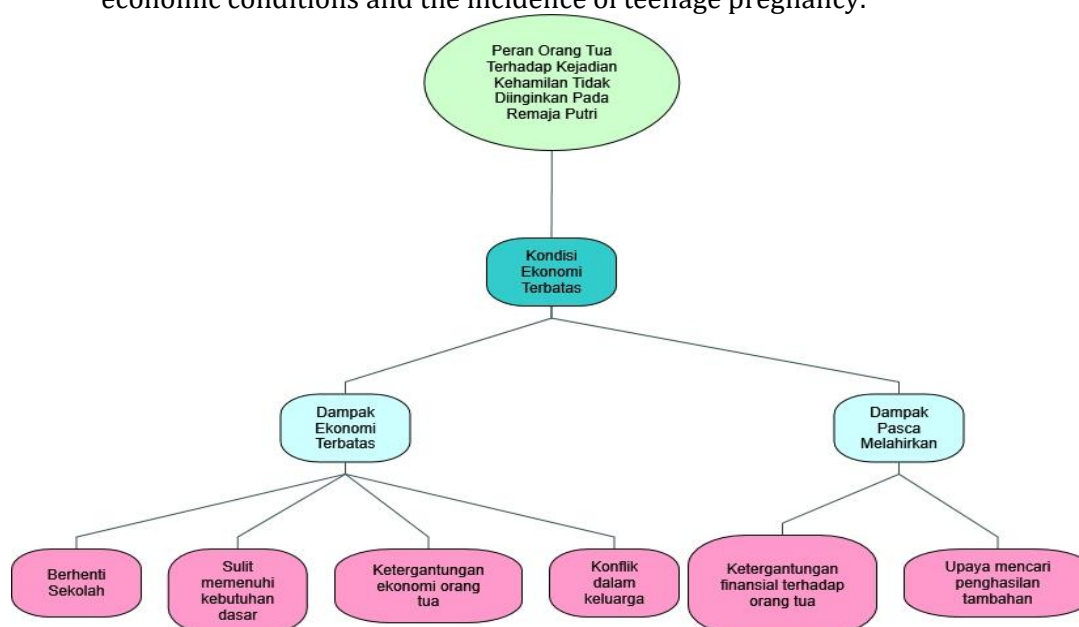 economic conditions and the incidence of teenage pregnancy.
Peran Orang Tua
Terhadap Kejadian
Kehamilan Tidak
Diinginkan Pada
Remaja Putri
Kondisi
Ekonomi
Terbatas
Dampak
Ekonomi
Terbatas
Dampak
Pasca
Melahirkan
Berhenti
Sekolah
Sulit
memenuhi
kebutuhan
dasar
Ketergantungan
ekonomi orang
tua
Konflik
dalam
keluarga
Ketergantungan
finansial terhadap
orang tua
Upaya mencari
penghasilan
tambahan